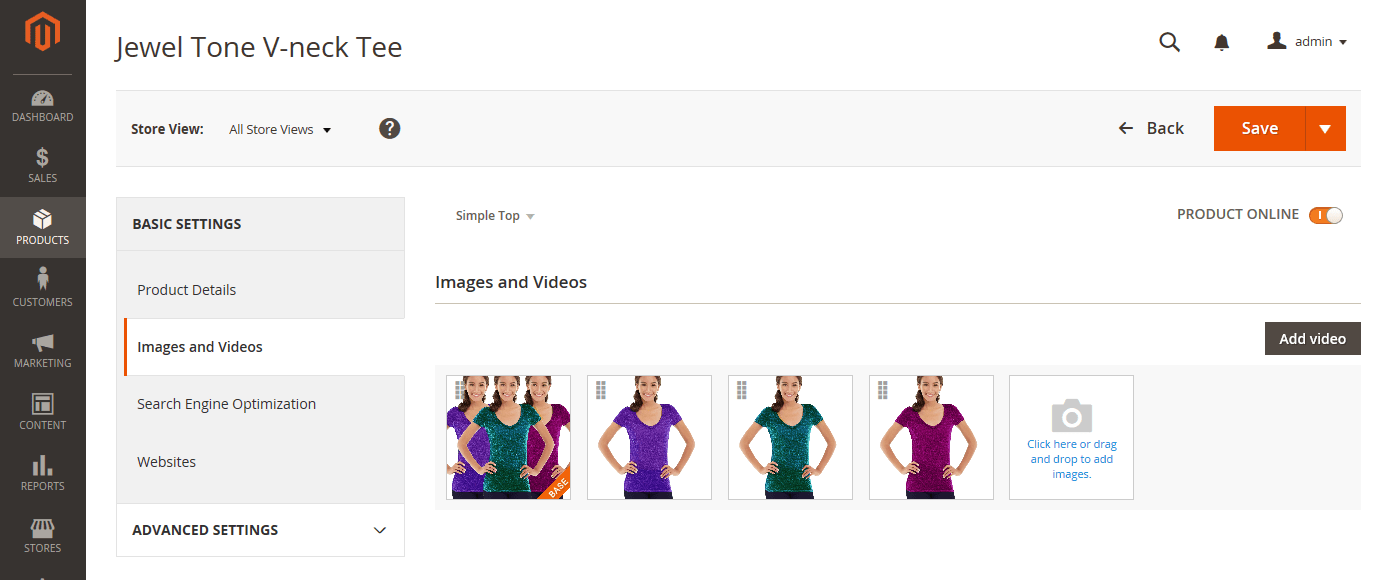 Jewel Tone V-neck Tee
admin
DASHBOARD
SALES
PRODUCTS
CUSTOMERS
MARKETING
CONTENT
REPORTS
STORES
Store View: All Store Views ?
Back
Save
BASIC SETTINGS
Product Details
Images and Videos
Search Engine Optimization
Websites
ADVANCED SETTINGS
Simple Top
PRODUCT ONLINE
Images and Videos
Add video
BASE
Click here or drag
and drop to add
images.